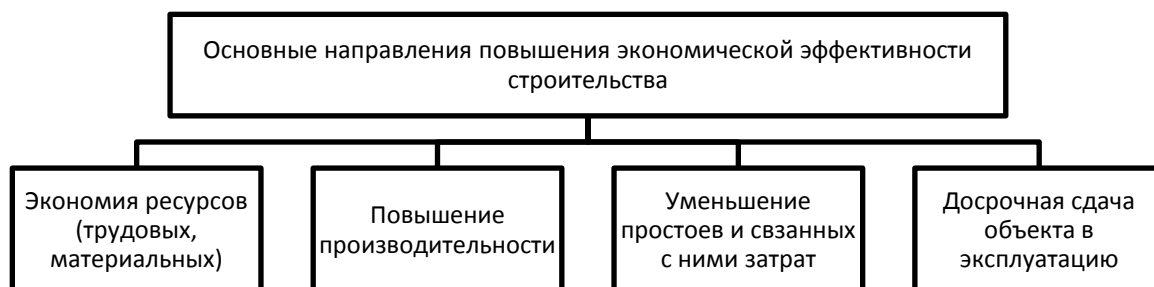 Основные направления повышения экономической эффективности
строительства
Экономия ресурсов
(трудовых,
материальных)
Повышение
производительности
Уменьшение
простоев и свзанных
с ними затрат
Досрочная сдача
объекта в
эксплуатацию